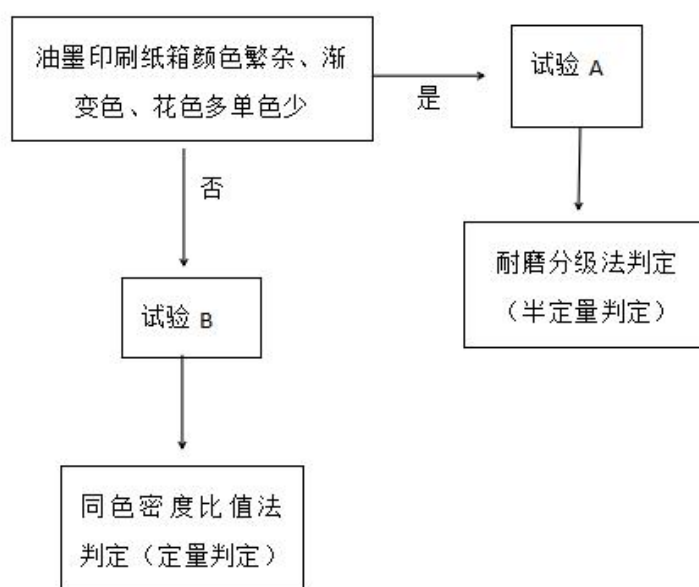 油墨印刷纸箱颜色繁杂、渐
变色、花色多单色少
是
试验 A
否
耐磨分级法判定
（半定量判定）
试验 B
同色密度比值法
判定（定量判定）